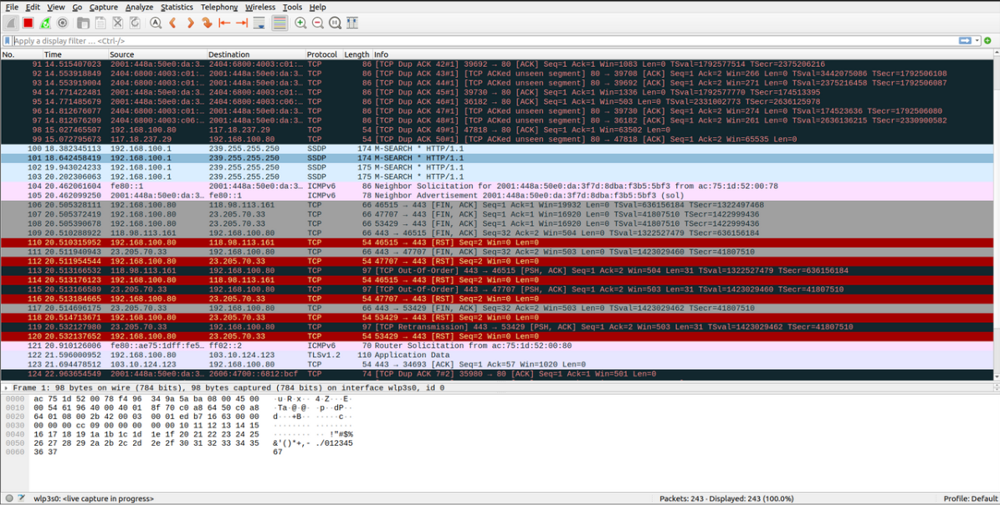 File Edit View Go Capture Analyze Statistics Telephony Wireless Tools Help
Apply a display filter ... <Ctrl-/>
No. Time Source Destination Protocol Length Info
91 14.515407023 2001:448a:50e0:da:3… 2404:6800:4003:c01:… TCP 86 [TCP Dup ACK 42#1] 39692 → 80 [ACK] Seq=1 Ack=1 Win=1083 Len=0 TSval=1792577514 TSecr=2375206216
92 14.553918849 2404:6800:4003:c01:… 2001:448a:50e0:da:3… TCP 86 [TCP Dup ACK 43#1] [TCP ACKed unseen segment] 80 → 39708 [ACK] Seq=1 Ack=2 Win=266 Len=0 TSval=3442075086 TSecr=1792506108
93 14.553919004 2404:6800:4003:c01:… 2001:448a:50e0:da:3… TCP 86 [TCP Dup ACK 44#1] [TCP ACKed unseen segment] 80 → 39692 [ACK] Seq=1 Ack=2 Win=271 Len=0 TSval=2375216458 TSecr=1792506087
94 14.771422481 2404:6800:4003:c01:… 2001:448a:50e0:da:3… TCP 86 [TCP Dup ACK 45#1] 39730 → 80 [ACK] Seq=1 Ack=1 Win=1336 Len=0 TSval=1792577770 TSecr=174513395
95 14.771485679 2001:448a:50e0:da:3… 2404:6800:4003:c06:… TCP 86 [TCP Dup ACK 46#1] 36182 → 80 [ACK] Seq=1 Ack=1 Win=503 Len=0 TSval=2331002773 TSecr=2636125978
96 14.812676077 2404:6800:4003:c01:… 2001:448a:50e0:da:3… TCP 86 [TCP Dup ACK 47#1] [TCP ACKed unseen segment] 80 → 39730 [ACK] Seq=1 Ack=2 Win=274 Len=0 TSval=174523636 TSecr=1792506080
97 14.812676209 2404:6800:4003:c06:… 2001:448a:50e0:da:3… TCP 86 [TCP Dup ACK 48#1] [TCP ACKed unseen segment] 80 → 36182 [ACK] Seq=1 Ack=2 Win=261 Len=0 TSval=2636136215 TSecr=2330900582
98 15.027465507 192.168.100.80 117.18.237.29 TCP 54 [TCP Dup ACK 49#1] 47818 → 80 [ACK] Seq=1 Ack=1 Win=63502 Len=0
99 15.072795673 117.18.237.29 192.168.100.80 TCP 54 [TCP Dup ACK 50#1] [TCP ACKed unseen segment] 80 → 47818 [ACK] Seq=1 Ack=2 Win=65535 Len=0
100 18.382345113 192.168.100.1 239.255.255.250 SSDP 174 M-SEARCH * HTTP/1.1
101 18.642458419 192.168.100.1 239.255.255.250 SSDP 174 M-SEARCH * HTTP/1.1
102 19.943024233 192.168.100.1 239.255.255.250 SSDP 175 M-SEARCH * HTTP/1.1
103 20.202306063 192.168.100.1 239.255.255.250 SSDP 175 M-SEARCH * HTTP/1.1
104 20.462061604 fe80::1 2001:448a:50e0:da:3… ICMPv6 86 Neighbor Solicitation for 2001:448a:50e0:da:3f7d:8dba:f3b5:5bf3 from ac:75:1d:52:00:78
105 20.462099250 2001:448a:50e0:da:3… fe80::1 ICMPv6 78 Neighbor Advertisement 2001:448a:50e0:da:3f7d:8dba:f3b5:5bf3 (sol)
106 20.505328111 192.168.100.80 118.98.113.161 TCP 66 46515 → 443 [FIN, ACK] Seq=1 Ack=1 Win=19932 Len=0 TSval=636156184 TSecr=1322497468
107 20.505372419 192.168.100.80 23.205.70.33 TCP 66 47707 → 443 [FIN, ACK] Seq=1 Ack=1 Win=16920 Len=0 TSval=41807510 TSecr=1422999436
108 20.505390678 192.168.100.80 23.205.70.33 TCP 66 53429 → 443 [FIN, ACK] Seq=1 Ack=1 Win=16920 Len=0 TSval=41807510 TSecr=1422999436
109 20.510288922 118.98.113.161 192.168.100.80 TCP 66 443 → 46515 [FIN, ACK] Seq=32 Ack=2 Win=504 Len=0 TSval=1322527479 TSecr=636156184
110 20.510315952 192.168.100.80 118.98.113.161 TCP 54 46515 → 443 [RST] Seq=2 Win=0 Len=0
111 20.511940943 23.205.70.33 192.168.100.80 TCP 66 443 → 47707 [FIN, ACK] Seq=32 Ack=2 Win=503 Len=0 TSval=1423029460 TSecr=41807510
112 20.511954544 192.168.100.80 23.205.70.33 TCP 54 47707 → 443 [RST] Seq=2 Win=0 Len=0
113 20.513166532 118.98.113.161 192.168.100.80 TCP 97 [TCP Out-Of-Order] 443 → 46515 [PSH, ACK] Seq=1 Ack=2 Win=504 Len=31 TSval=1322527479 TSecr=636156184
114 20.513176123 192.168.100.80 118.98.113.161 TCP 54 46515 → 443 [RST] Seq=2 Win=0 Len=0
115 20.513166589 23.205.70.33 192.168.100.80 TCP 97 [TCP Out-Of-Order] 443 → 47707 [PSH, ACK] Seq=1 Ack=2 Win=503 Len=31 TSval=1423029460 TSecr=41807510
116 20.513184665 192.168.100.80 23.205.70.33 TCP 54 47707 → 443 [RST] Seq=2 Win=0 Len=0
117 20.514696175 23.205.70.33 192.168.100.80 TCP 66 443 → 53429 [FIN, ACK] Seq=32 Ack=2 Win=503 Len=0 TSval=1423029462 TSecr=41807510
118 20.514713671 192.168.100.80 23.205.70.33 TCP 54 53429 → 443 [RST] Seq=2 Win=0 Len=0
119 20.532127980 23.205.70.33 192.168.100.80 TCP 97 [TCP Retransmission] 443 → 53429 [PSH, ACK] Seq=1 Ack=2 Win=503 Len=31 TSval=1423029462 TSecr=41807510
120 20.532137652 192.168.100.80 23.205.70.33 TCP 54 53429 → 443 [RST] Seq=2 Win=0 Len=0
121 20.910126006 fe80::ae75:1dff:fe5… ff02::2 ICMPv6 70 Router Solicitation from ac:75:1d:52:00:80
122 21.596000952 192.168.100.80 103.10.124.123 TLSv1.2 110 Application Data
123 21.694478512 103.10.124.123 192.168.100.80 TCP 54 443 → 34693 [ACK] Seq=1 Ack=57 Win=1020 Len=0
124 22.963654549 2001:448a:50e0:da:3… 2606:4700::6812:bcf TCP 74 [TCP Dup ACK 7#2] 35980 → 80 [ACK] Seq=1 Ack=1 Win=501 Len=0
Frame 1: 98 bytes on wire (784 bits), 98 bytes captured (784 bits) on interface wlp3s0, id 0
0000 ac 75 1d 52 00 78 f4 96 34 9a 5a ba 08 00 45 00 ·u·R·x·· 4·Z···E·
0010 00 54 61 96 40 00 40 01 8f 70 c0 a8 64 50 c0 a8 ·Ta·@·@· ·p··dP··
0020 64 01 08 00 2b 42 00 03 00 01 ed b7 16 63 00 00 d···+B·· ·····c··
0030 00 00 00 00 cc 09 00 00 00 00 00 10 11 12 13 14 15 ········ ········
0040 16 17 18 19 1a 1b 1c 1d 1e 1f 20 21 22 23 24 25 ········ ·· !"#$%
0050 26 27 28 29 2a 2b 2c 2d 2e 2f 30 31 32 33 34 35 &'()*+,- ./012345
0060 36 37 67
wlp3s0: <live capture in progress> Packets: 243 · Displayed: 243 (100.0%) Profile: Default